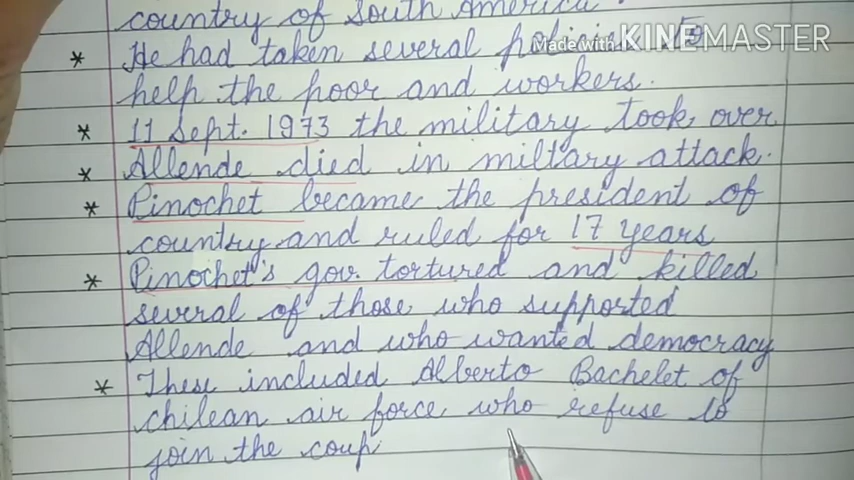 country of South America
* He had taken several policies to
Made with KINEMASTER
help the poor and workers.
* 11 Sept. 1973 the military took over
* Allende died in miltary attack.
* Pinochet became the president of
country and ruled for 17 years
* Pinochet's gov. tortured and killed
several of those who supported
Allende and who wanted democracy
* These included Alberto Bachelet of
chilean air force who refuse to
join the coup